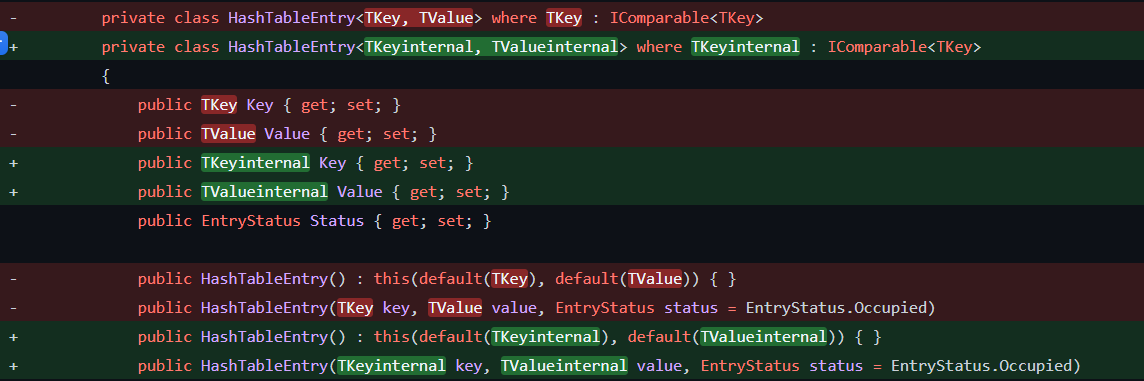 - private class HashTableEntry<TKey, TValue> where TKey : IComparable<TKey>
+ private class HashTableEntry<TKeyinternal, TValueinternal> where TKeyinternal : IComparable<TKey>
{
- public TKey Key { get; set; }
- public TValue Value { get; set; }
+ public TKeyinternal Key { get; set; }
+ public TValueinternal Value { get; set; }
public EntryStatus Status { get; set; }
- public HashTableEntry() : this(default(TKey), default(TValue)) { }
- public HashTableEntry(TKey key, TValue value, EntryStatus status = EntryStatus.Occupied)
+ public HashTableEntry() : this(default(TKeyinternal), default(TValueinternal)) { }
+ public HashTableEntry(TKeyinternal key, TValueinternal value, EntryStatus status = EntryStatus.Occupied)